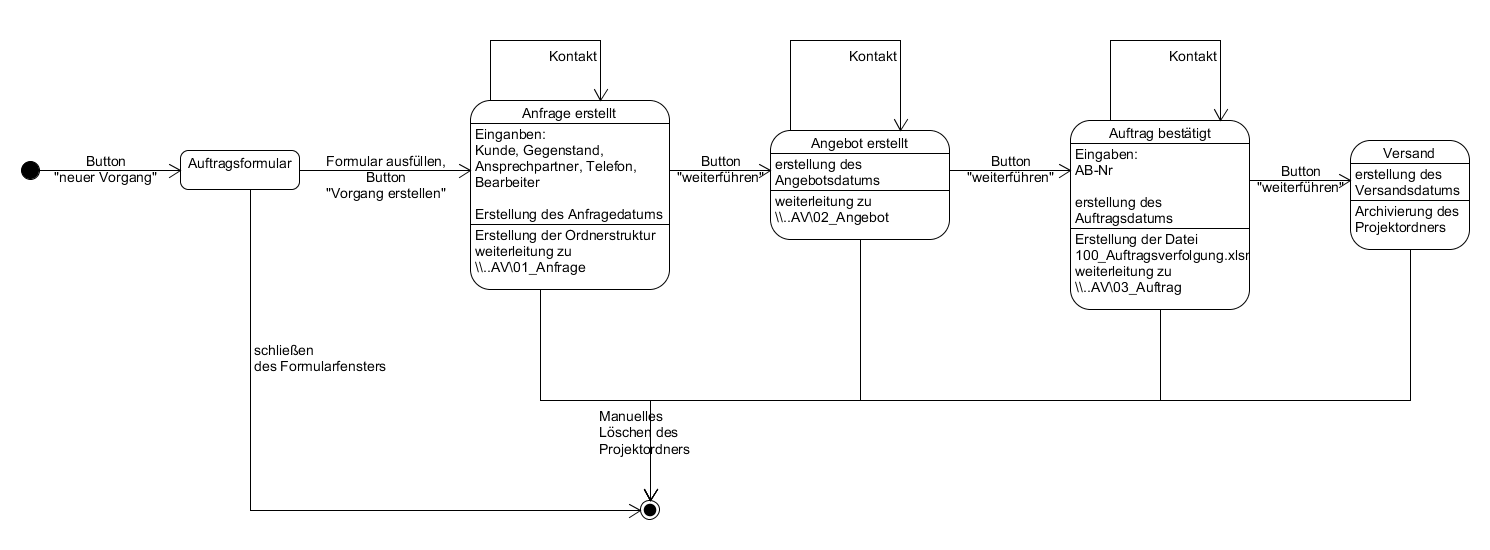 Button
"neuer Vorgang"
Auftragsformular
Formular ausfüllen,
Button
"Vorgang erstellen"
schließen
des Formularfensters
Kontakt
Anfrage erstellt
Einganben:
Kunde, Gegenstand,
Ansprechpartner, Telefon,
Bearbeiter
Erstellung des Anfragedatums
Erstellung der Ordnerstruktur
weiterleitung zu
\\..AV\01_Anfrage
Button
"weiterführen"
Kontakt
Angebot erstellt
erstellung des
Angebotsdatums
weiterleitung zu
\\..AV\02_Angebot
Button
"weiterführen"
Kontakt
Auftrag bestätigt
Eingaben:
AB-Nr
erstellung des
Auftragsdatums
Erstellung der Datei
100_Auftragsverfolgung.xlsm
weiterleitung zu
\\..AV\03_Auftrag
Button
"weiterführen"
Versand
erstellung des
Versandsdatums
Archivierung des
Projektordners
Manuelles
Löschen des
Projektordners